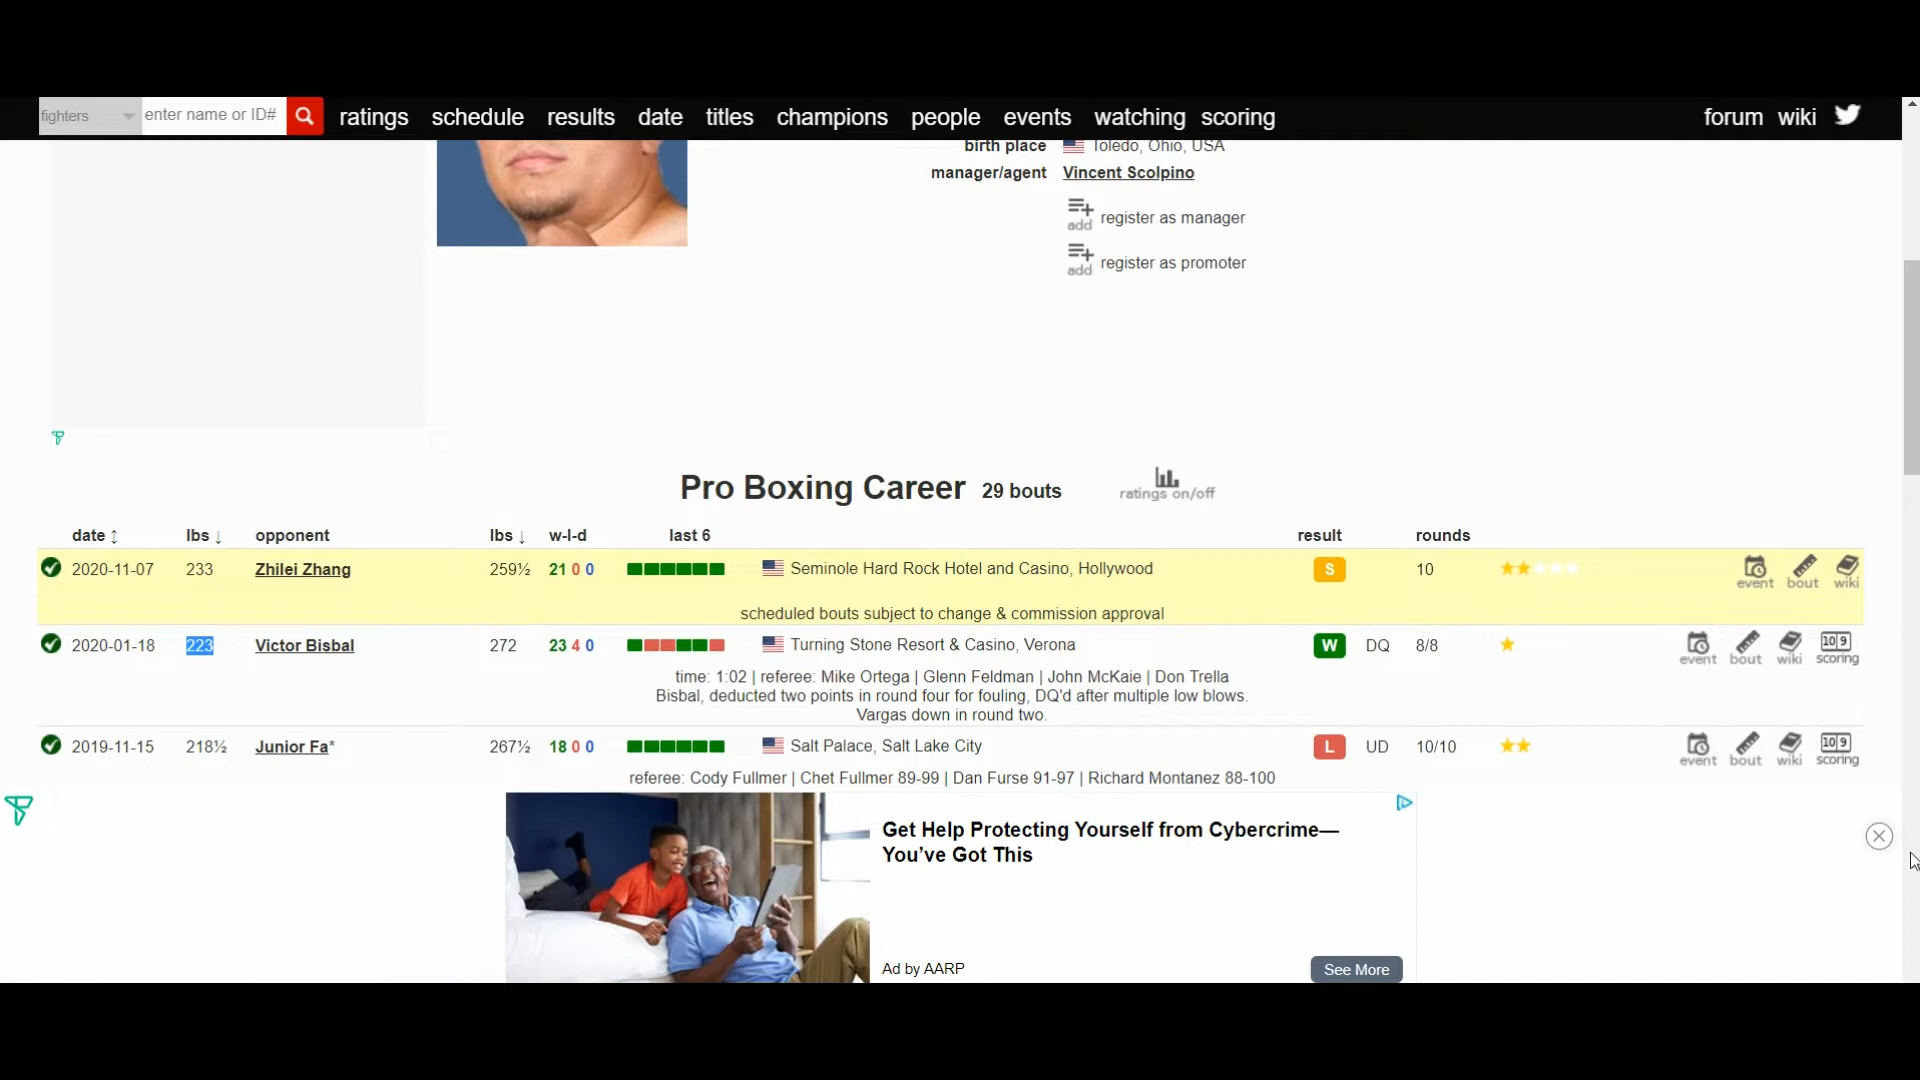 fighters enter name or ID# ratings schedule results date titles champions people events watching scoring forum wiki
birth place Toledo, Ohio, USA
manager/agent Vincent Scolpino
add register as manager
add register as promoter
Pro Boxing Career 29 bouts ratings on/off
date ↕ lbs ↓ opponent lbs ↓ w-l-d last 6 result rounds
2020-11-07 233 Zhilei Zhang 259½ 21 0 0 Seminole Hard Rock Hotel and Casino, Hollywood S 10 event bout wiki
scheduled bouts subject to change & commission approval
2020-01-18 223 Victor Bisbal 272 23 4 0 Turning Stone Resort & Casino, Verona W DQ 8/8 event bout wiki 10 9 scoring
time: 1:02 | referee: Mike Ortega | Glenn Feldman | John McKaie | Don Trella
Bisbal, deducted two points in round four for fouling, DQ'd after multiple low blows.
Vargas down in round two.
2019-11-15 218½ Junior Fa* 267½ 18 0 0 Salt Palace, Salt Lake City L UD 10/10 event bout wiki 10 9 scoring
referee: Cody Fullmer | Chet Fullmer 89-99 | Dan Furse 91-97 | Richard Montanez 88-100
Get Help Protecting Yourself from Cybercrime—
You’ve Got This
Ad by AARP See More